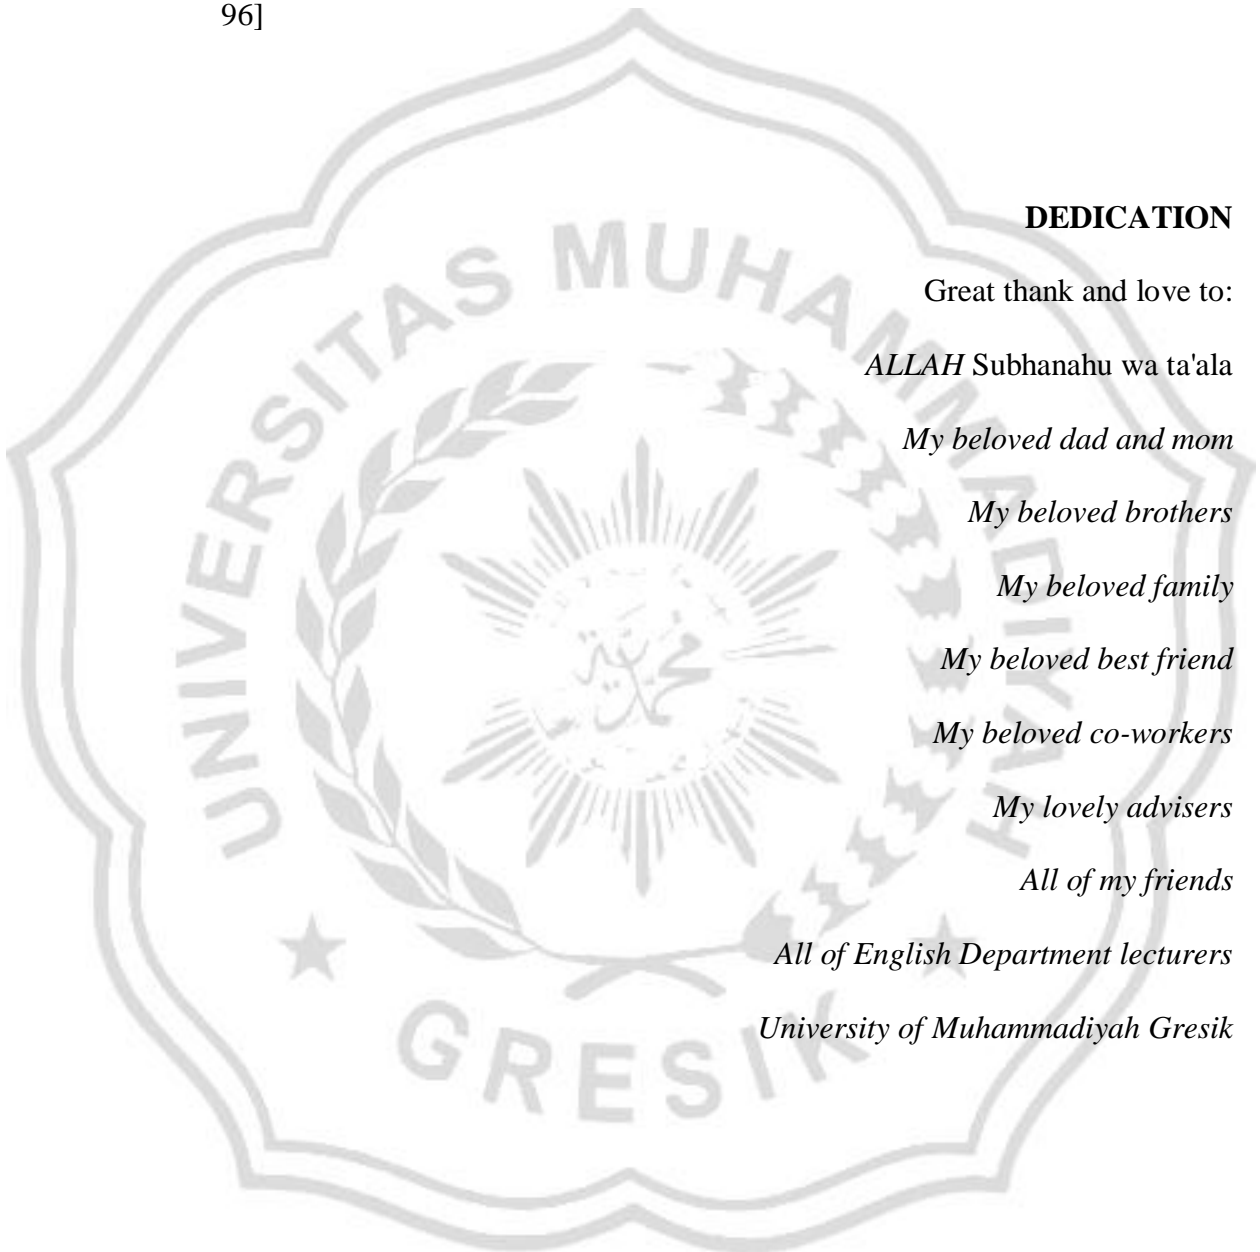 96]
DEDICATION
Great thank and love to:
ALLAH Subhanahu wa ta'ala
My beloved dad and mom
My beloved brothers
My beloved family
My beloved best friend
My beloved co-workers
My lovely advisers
All of my friends
All of English Department lecturers
University of Muhammadiyah Gresik
UNIVERSITAS MUHAMMADIYAH
GRESIK
محمدية